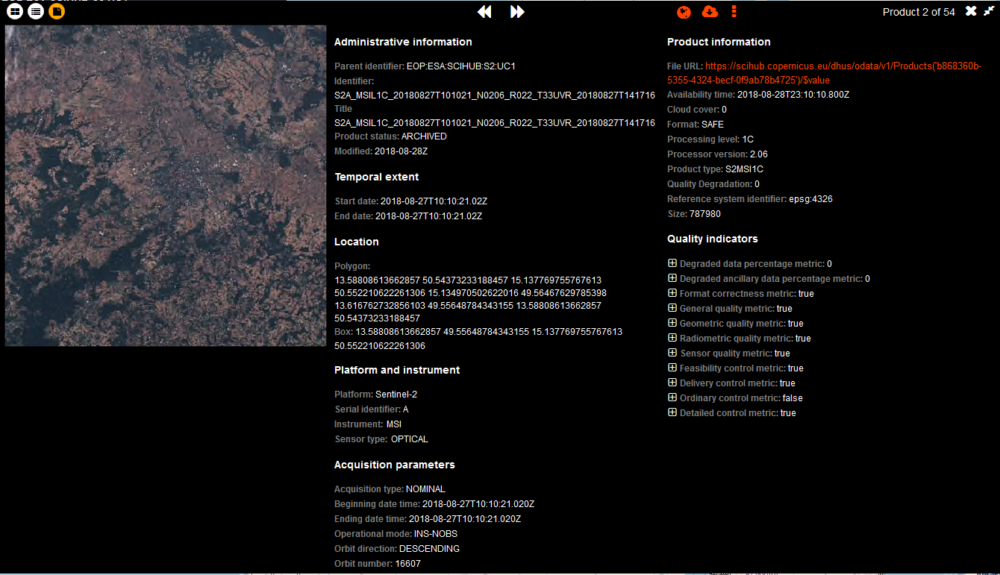 Product 2 of 54
Administrative information
Parent identifier: EOP:ESA:SCIHUB:S2:UC1
Identifier:
S2A_MSIL1C_20180827T101021_N0206_R022_T33UVR_20180827T141716
Title
S2A_MSIL1C_20180827T101021_N0206_R022_T33UVR_20180827T141716
Product status: ARCHIVED
Modified: 2018-08-28Z
Temporal extent
Start date: 2018-08-27T10:10:21.02Z
End date: 2018-08-27T10:10:21.02Z
Location
Polygon:
13.58808613662857 50.54373233188457 15.137769755767613
50.552210622261306 15.134970502622016 49.56467629785398
13.616762732856103 49.55648784343155 13.58808613662857
50.54373233188457
Box: 13.58808613662857 49.55648784343155 15.137769755767613
50.552210622261306
Platform and instrument
Platform: Sentinel-2
Serial identifier: A
Instrument: MSI
Sensor type: OPTICAL
Acquisition parameters
Acquisition type: NOMINAL
Beginning date time: 2018-08-27T10:10:21.020Z
Ending date time: 2018-08-27T10:10:21.020Z
Operational mode: INS-NOBS
Orbit direction: DESCENDING
Orbit number: 16607
Product information
File URL: https://scihub.copernicus.eu/dhus/odata/v1/Products('b868360b-
5355-4324-becf-0f9ab78b4725')/$value
Availability time: 2018-08-28T23:10:10.800Z
Cloud cover: 0
Format: SAFE
Processing level: 1C
Processor version: 2.06
Product type: S2MSI1C
Quality Degradation: 0
Reference system identifier: epsg:4326
Size: 787980
Quality indicators
Degraded data percentage metric: 0
Degraded ancillary data percentage metric: 0
Format correctness metric: true
General quality metric: true
Geometric quality metric: true
Radiometric quality metric: true
Sensor quality metric: true
Feasibility control metric: true
Delivery control metric: true
Ordinary control metric: false
Detailed control metric: true